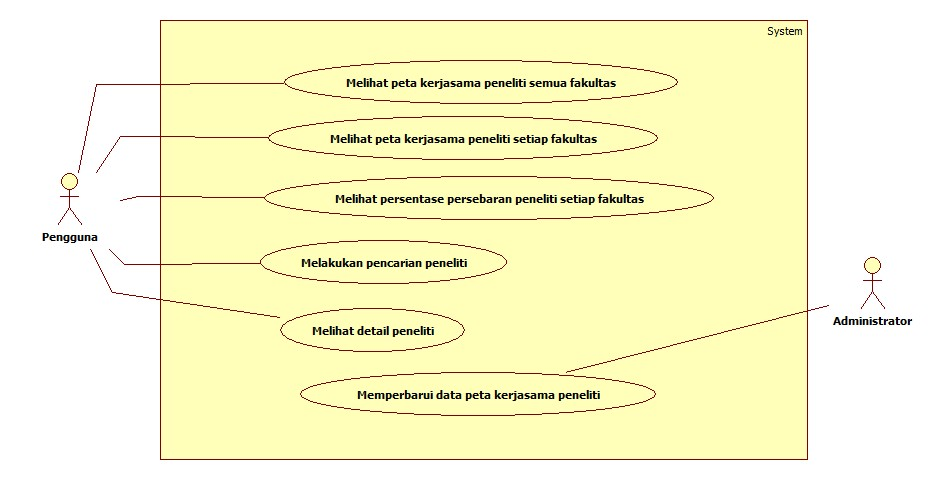 System
Melihat peta kerjasama peneliti semua fakultas
Melihat peta kerjasama peneliti setiap fakultas
Melihat persentase persebaran peneliti setiap fakultas
Pengguna
Melakukan pencarian peneliti
Melihat detail peneliti
Administrator
Memperbarui data peta kerjasama peneliti